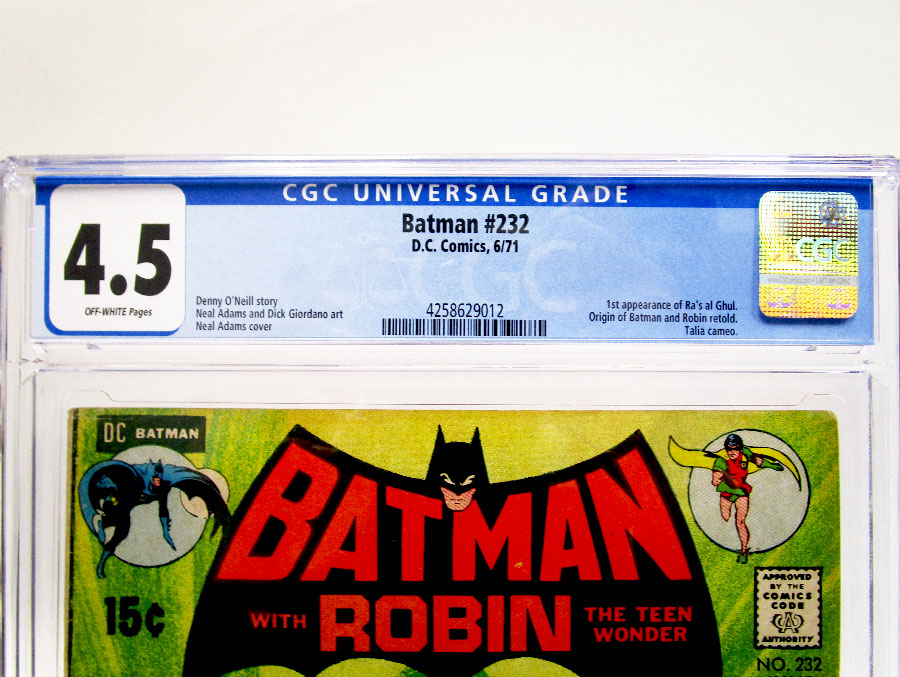 CGC UNIVERSAL GRADE
4.5
OFF-WHITE Pages
Batman #232
D.C. Comics, 6/71
Denny O'Neill story
Neal Adams and Dick Giordano art
Neal Adams cover
4258629012
1st appearance of Ra's al Ghul.
Origin of Batman and Robin retold.
Talia cameo.
CGC
CGC
DC BATMAN
BATMAN
15¢
WITH ROBIN THE TEEN WONDER
APPROVED
BY THE
COMICS
CODE
AUTHORITY
NO. 232